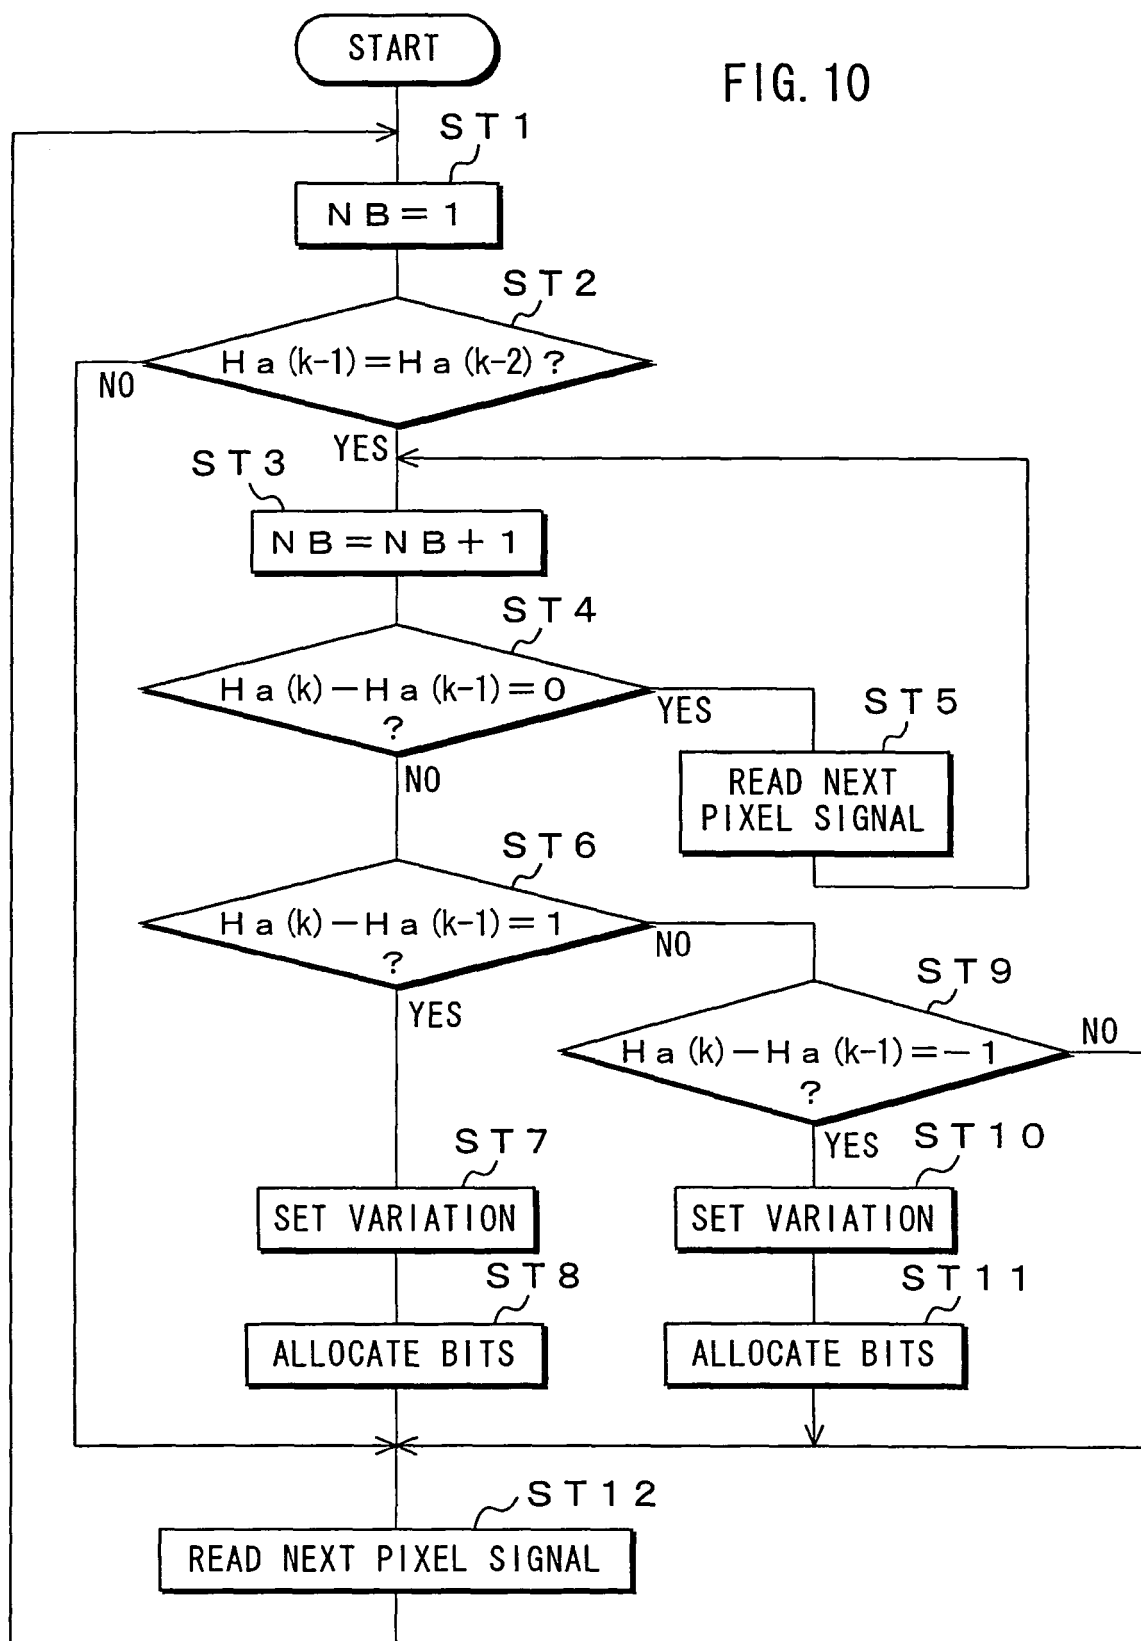 START
FIG. 10
ST1
NB=1
ST2
Ha(k-1)=Ha(k-2)?
NO
YES
ST3
NB=NB+1
ST4
Ha(k)-Ha(k-1)=0
?
YES
NO
ST5
READ NEXT
PIXEL SIGNAL
ST6
Ha(k)-Ha(k-1)=1
?
NO
YES
ST9
Ha(k)-Ha(k-1)=-1
?
NO
YES
ST7
SET VARIATION
ST10
SET VARIATION
ST8
ALLOCATE BITS
ST11
ALLOCATE BITS
ST12
READ NEXT PIXEL SIGNAL